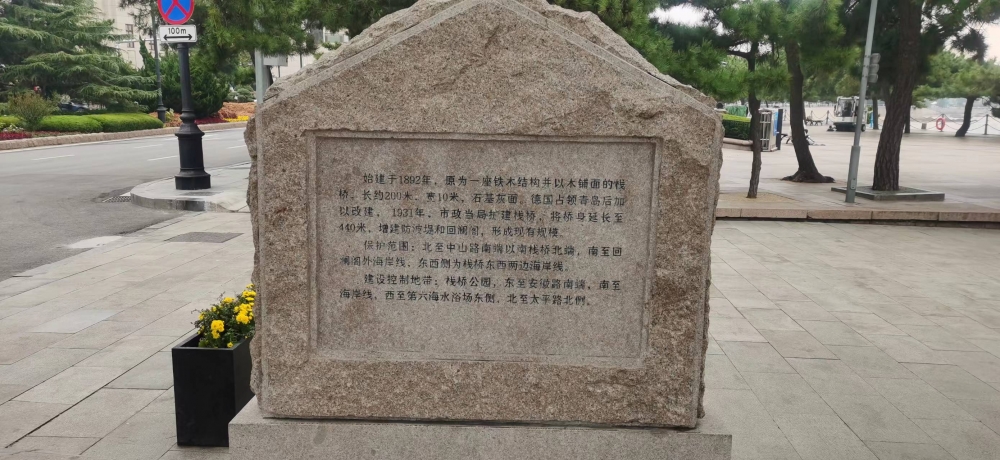 100m
始建于1892年，原为一座铁木结构并以木铺面的栈
桥，长约200米，宽10米，石基灰面。德国占领青岛后加
以改建，1931年，市政当局扩建栈桥，将桥身延长至
440米，增建防波堤和回澜阁，形成现有规模。
保护范围：北至中山路南端以南栈桥北端，南至回
澜阁外海岸线，东西侧为栈桥东西两边海岸线。
建设控制地带：栈桥公园，东至安徽路南端，南至
海岸线，西至第六海水浴场东侧，北至太平路北侧。